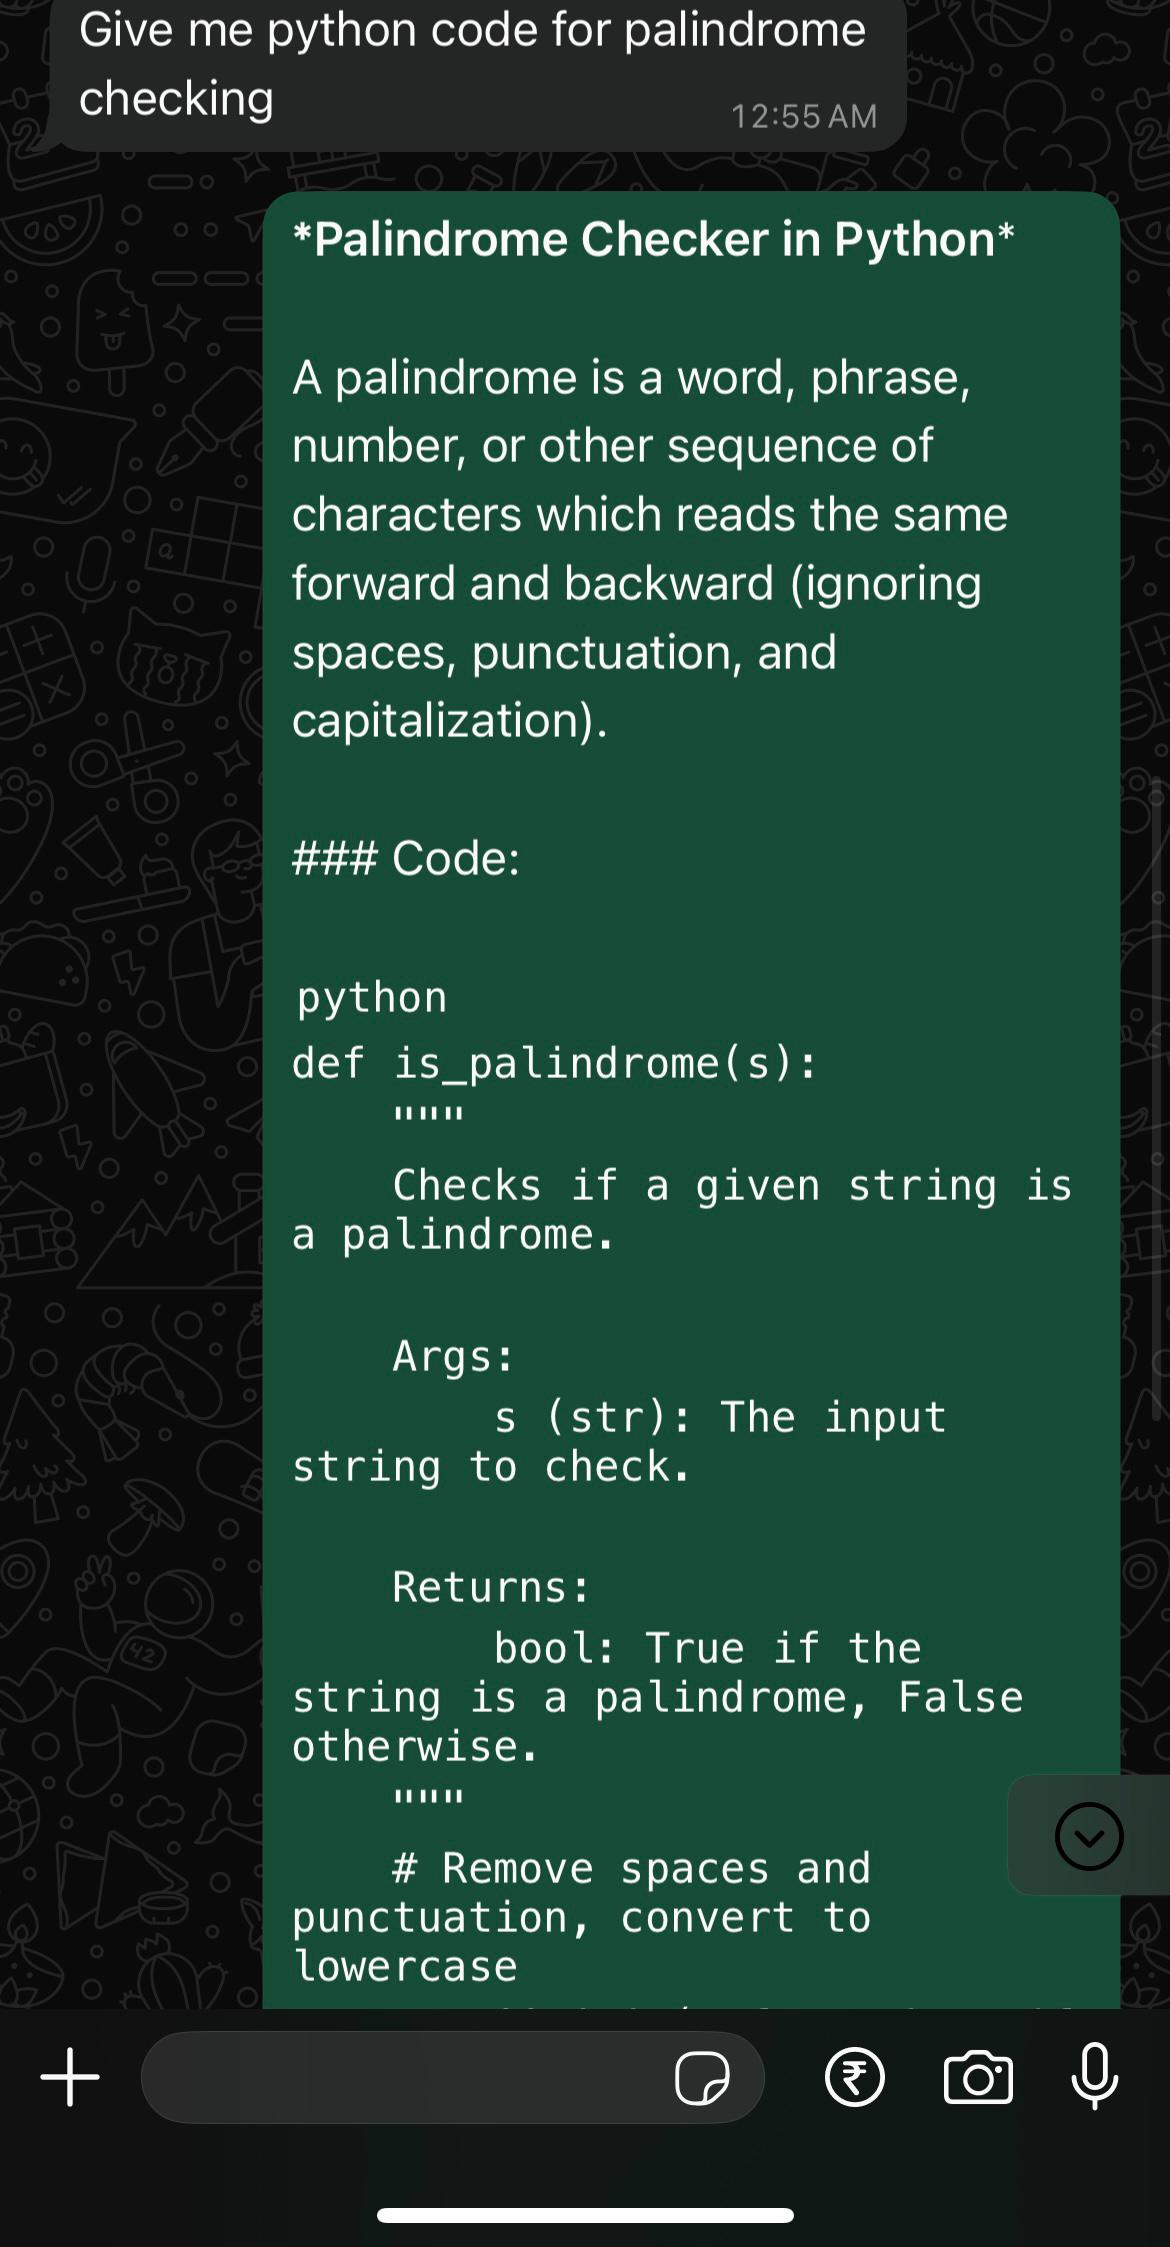 Give me python code for palindrome
checking
12:55 AM
*Palindrome Checker in Python*
A palindrome is a word, phrase,
number, or other sequence of
characters which reads the same
forward and backward (ignoring
spaces, punctuation, and
capitalization).
### Code:
python
def is_palindrome(s):
    """
    Checks if a given string is
a palindrome.
    Args:
        s (str): The input
string to check.
    Returns:
        bool: True if the
string is a palindrome, False
otherwise.
    """
    # Remove spaces and
punctuation, convert to
lowercase